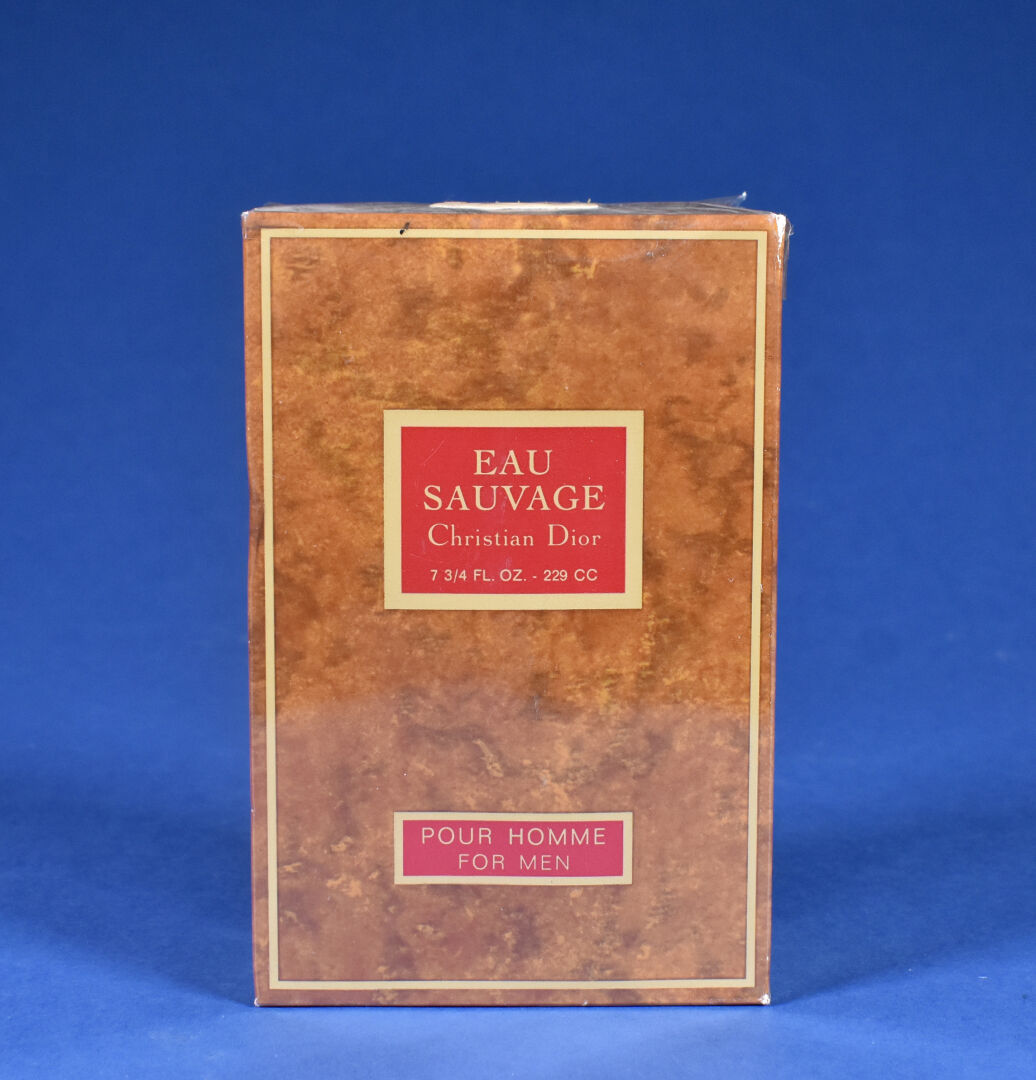 EAU
SAUVAGE
Christian Dior
7 3/4 FL. OZ. - 229 CC
POUR HOMME
FOR MEN